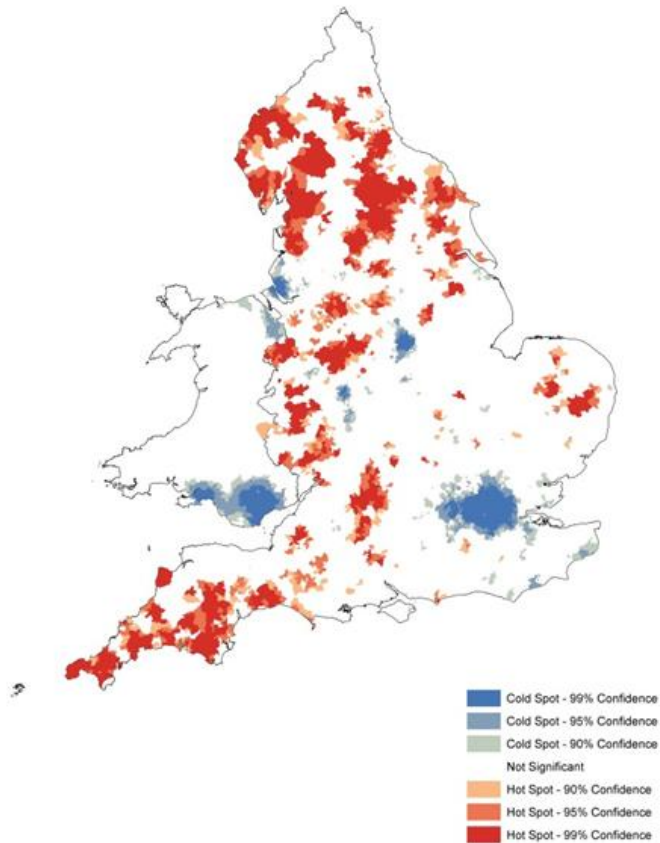 Cold Spot - 99% Confidence
Cold Spot - 95% Confidence
Cold Spot - 90% Confidence
Not Significant
Hot Spot - 90% Confidence
Hot Spot - 95% Confidence
Hot Spot - 99% Confidence